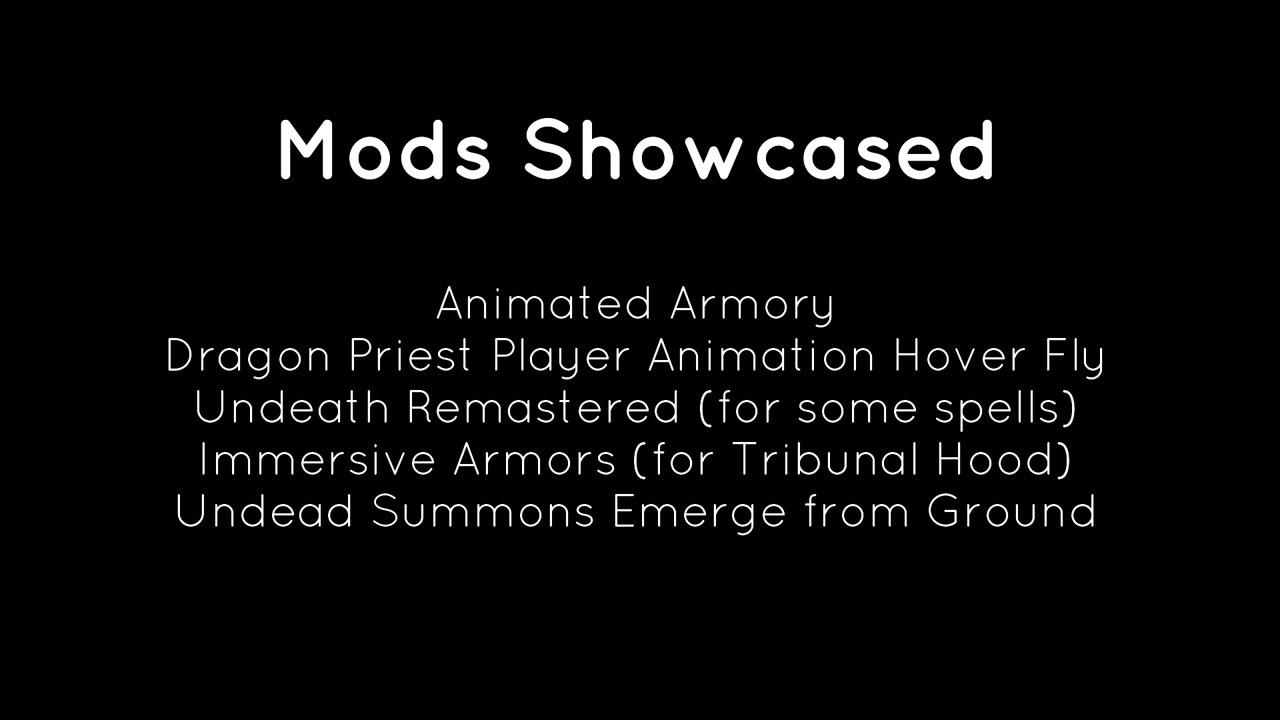 Mods Showcased
Animated Armory
Dragon Priest Player Animation Hover Fly
Undeath Remastered (for some spells)
Immersive Armors (for Tribunal Hood)
Undead Summons Emerge from Ground